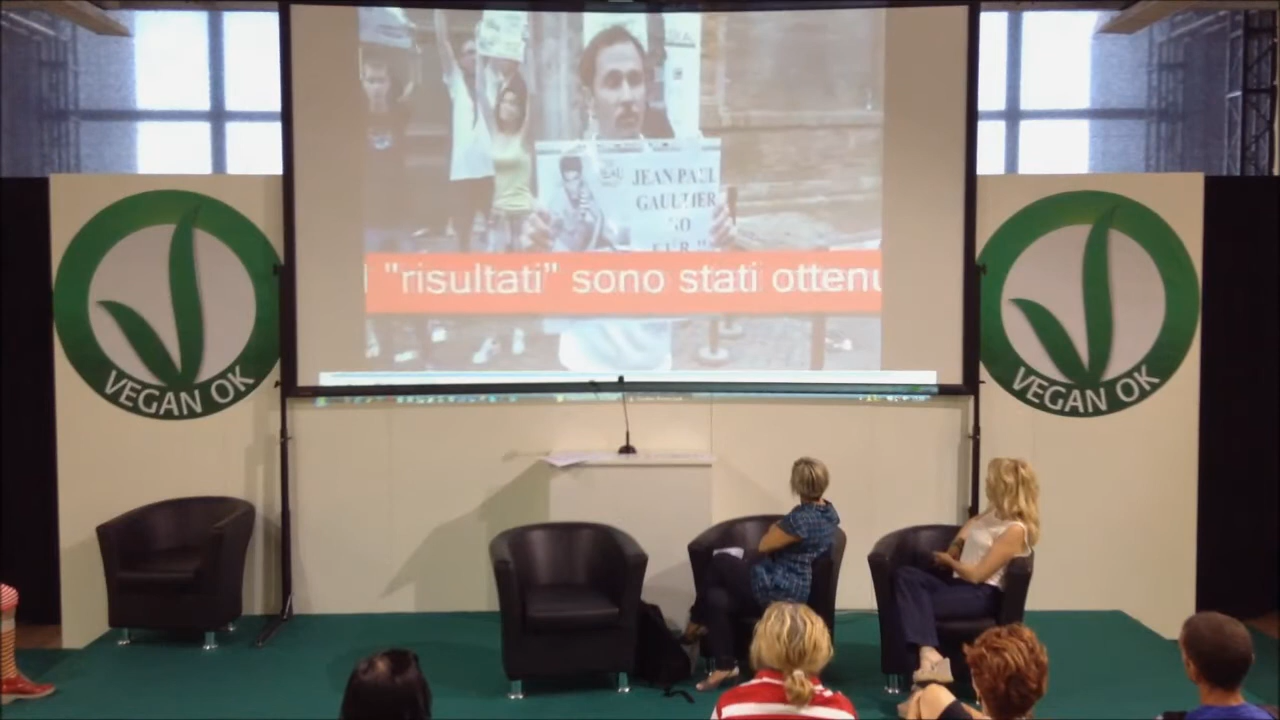 JEAN PAUL
GAULTIER
"risultati" sono stati ottenu
VEGAN OK
VEGAN OK